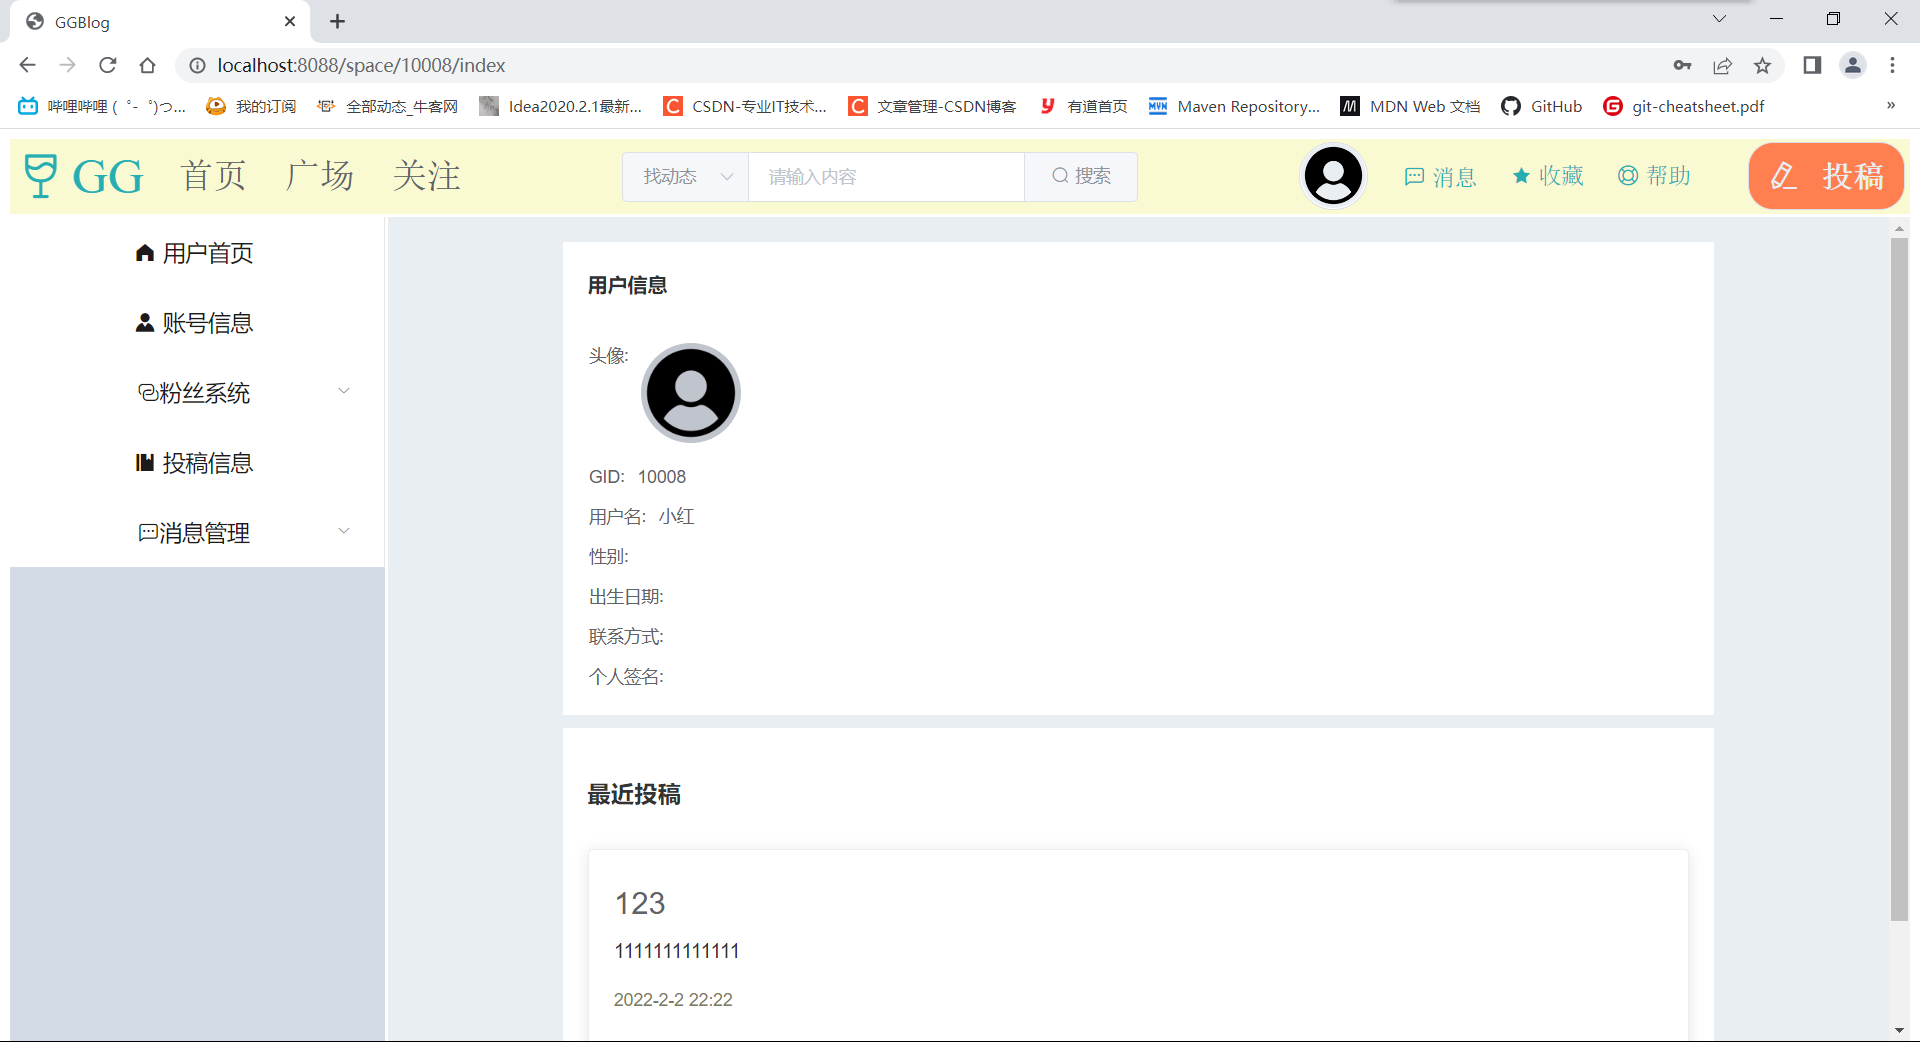 GGBlog
localhost:8088/space/10008/index
哔哩哔哩 ( ゜- ゜)つ... 我的订阅 全部动态_牛客网 Idea2020.2.1最新... CSDN-专业IT技术... 文章管理-CSDN博客 有道首页 Maven Repository... MDN Web 文档 GitHub git-cheatsheet.pdf »
GG 首页 广场 关注 找动态 请输入内容 搜索 消息 收藏 帮助 投稿
用户首页
账号信息
粉丝系统
投稿信息
消息管理
用户信息
头像:
GID: 10008
用户名: 小红
性别:
出生日期:
联系方式:
个人签名:
最近投稿
123
1111111111111
2022-2-2 22:22